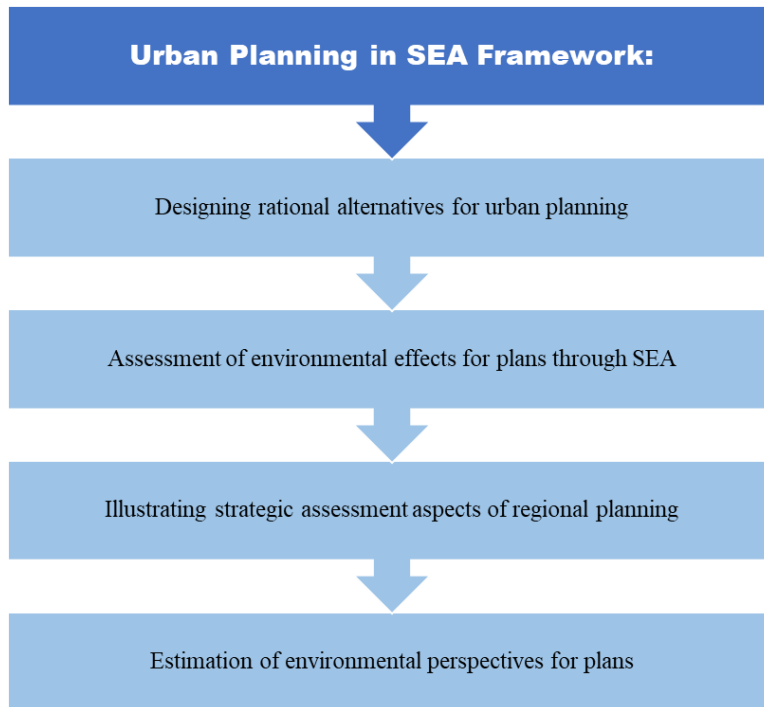 Urban Planning in SEA Framework:
Designing rational alternatives for urban planning
Assessment of environmental effects for plans through SEA
Illustrating strategic assessment aspects of regional planning
Estimation of environmental perspectives for plans